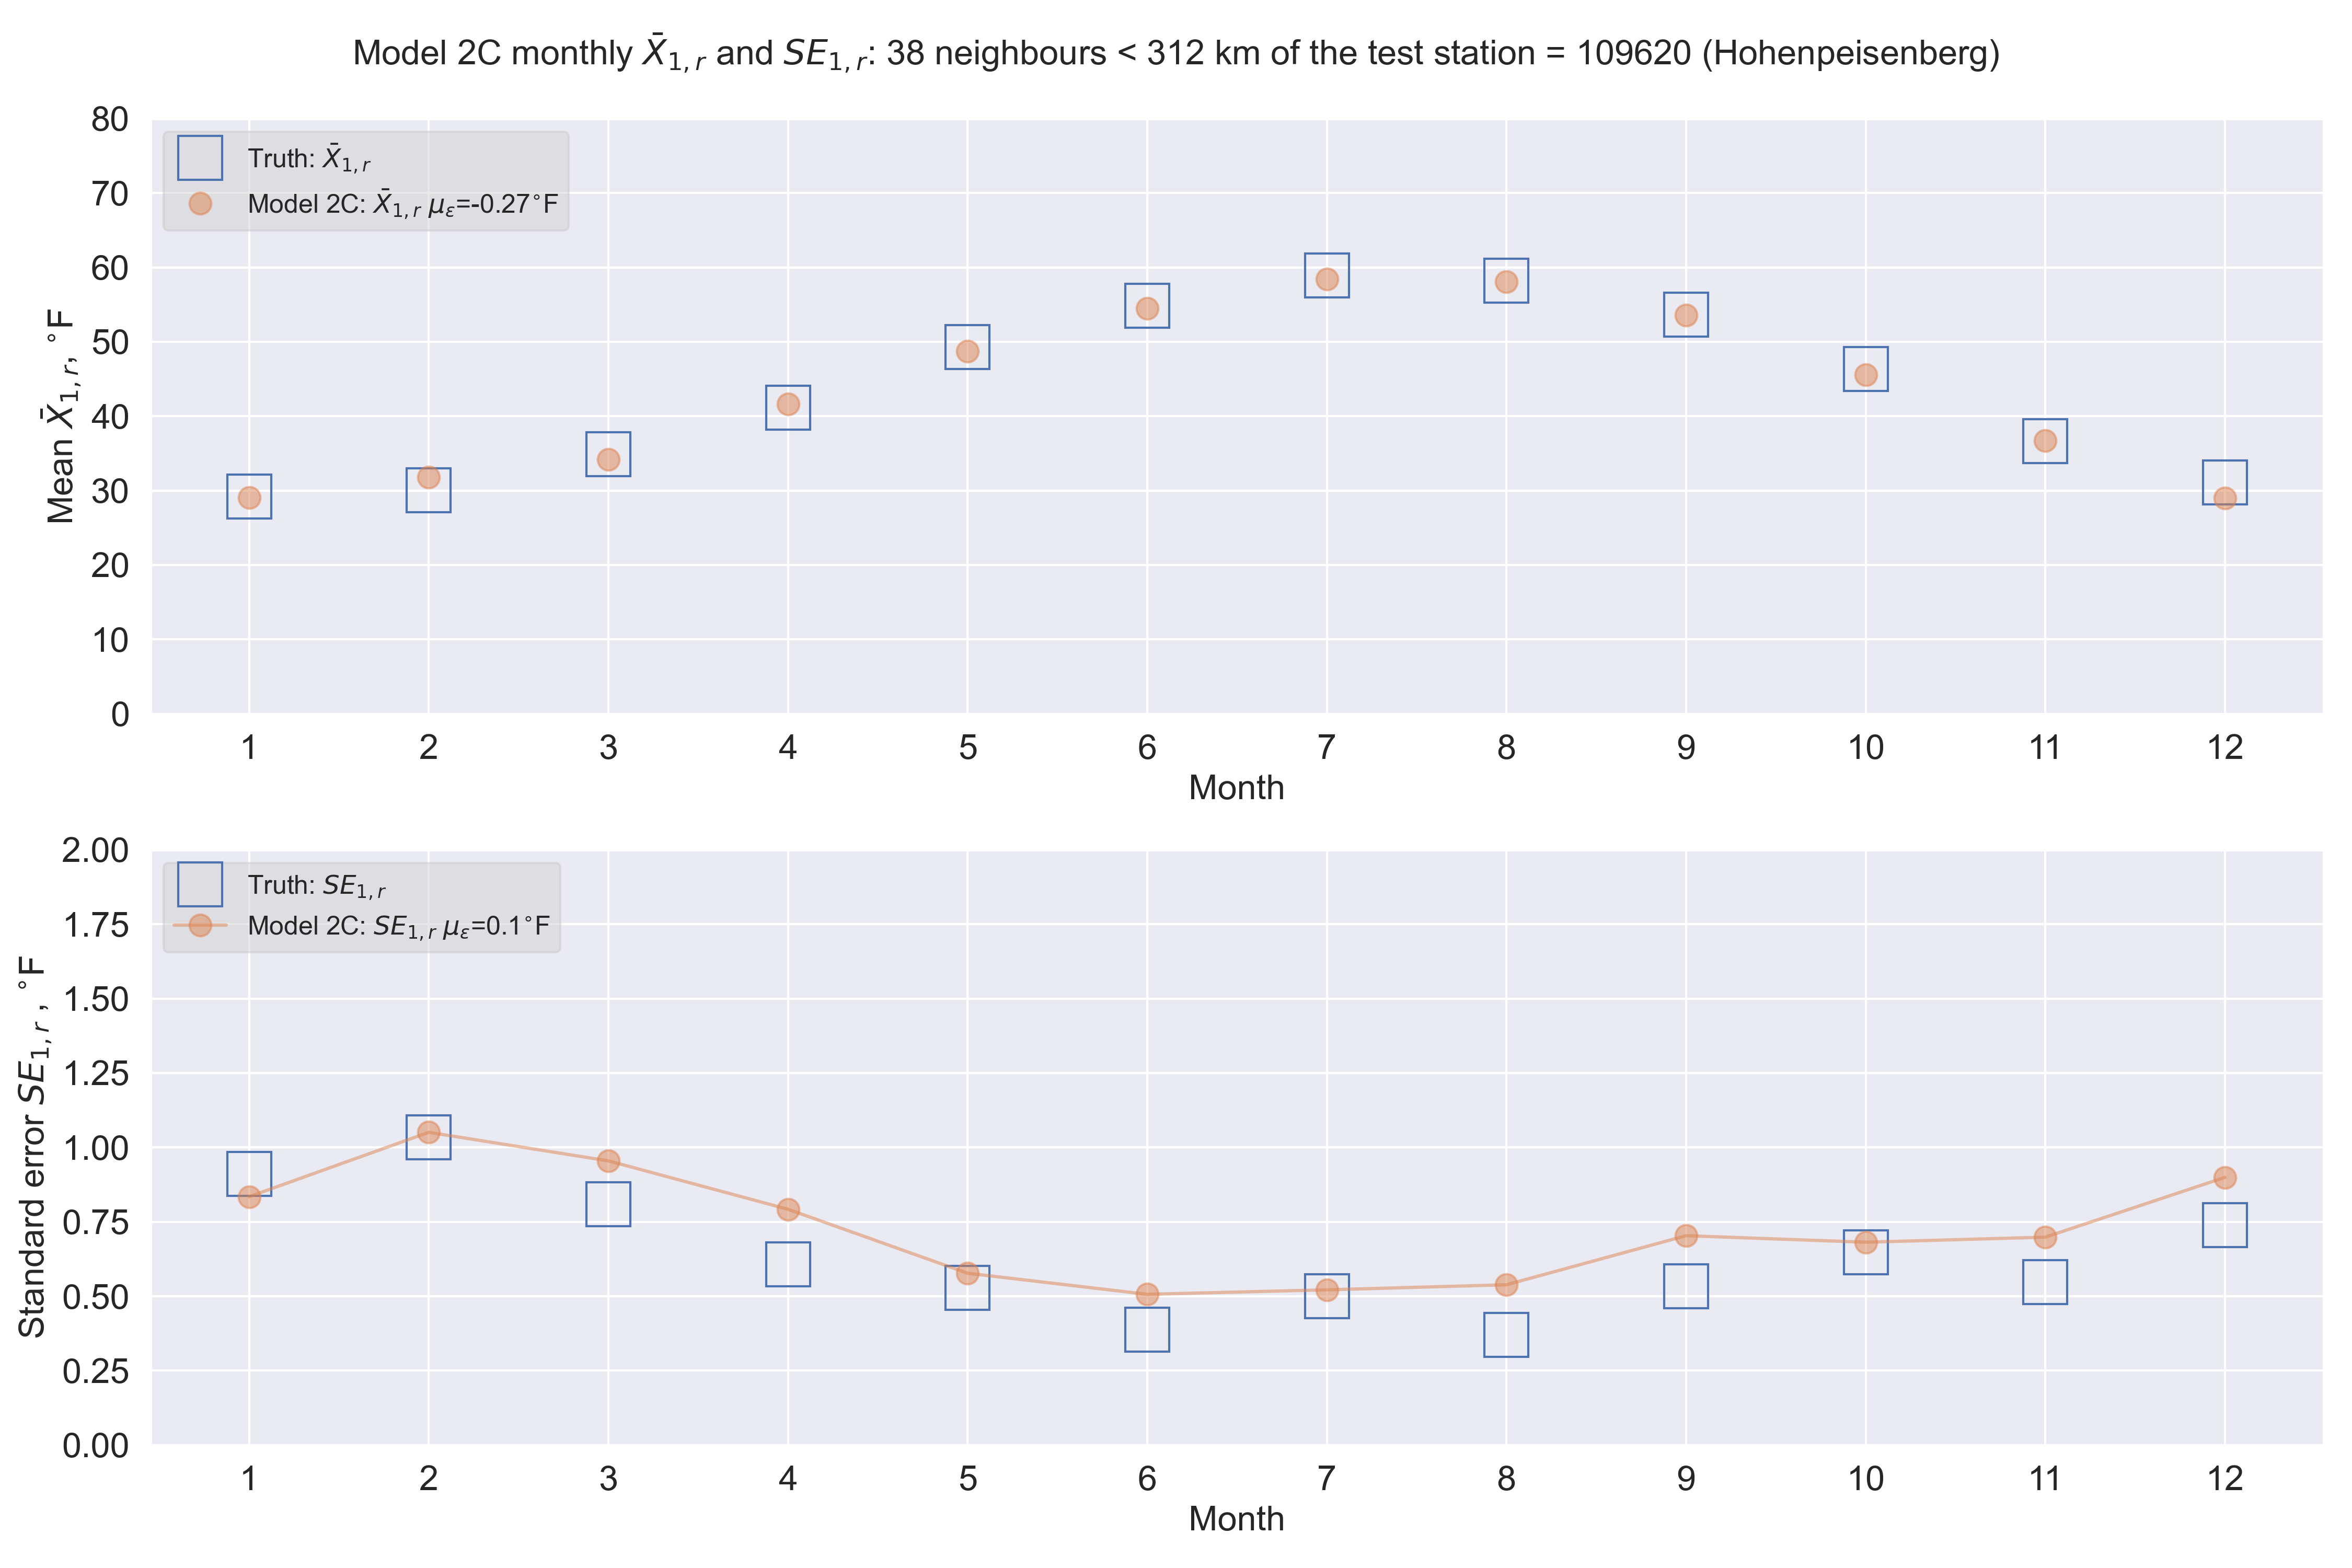 Model 2C monthly X̄₁,ᵣ and SE₁,ᵣ: 38 neighbours < 312 km of the test station = 109620 (Hohenpeisenberg)
80
70
60
50
40
30
20
10
0
Mean X̄₁,ᵣ, °F
Truth: X̄₁,ᵣ
Model 2C: X̄₁,ᵣ με=-0.27°F
1 2 3 4 5 6 7 8 9 10 11 12
Month
2.00
1.75
1.50
1.25
1.00
0.75
0.50
0.25
0.00
Standard error SE₁,ᵣ, °F
Truth: SE₁,ᵣ
Model 2C: SE₁,ᵣ με=0.1°F
1 2 3 4 5 6 7 8 9 10 11 12
Month